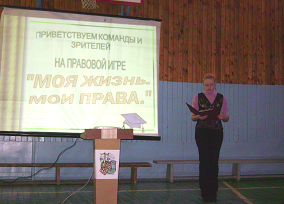 ПРИВЕТСТВУЕМ КОМАНДЫ И
ЗРИТЕЛЕЙ
НА ПРАВОВОЙ ИГРЕ
"МОЯ ЖИЗНЬ.
МОИ ПРАВА."